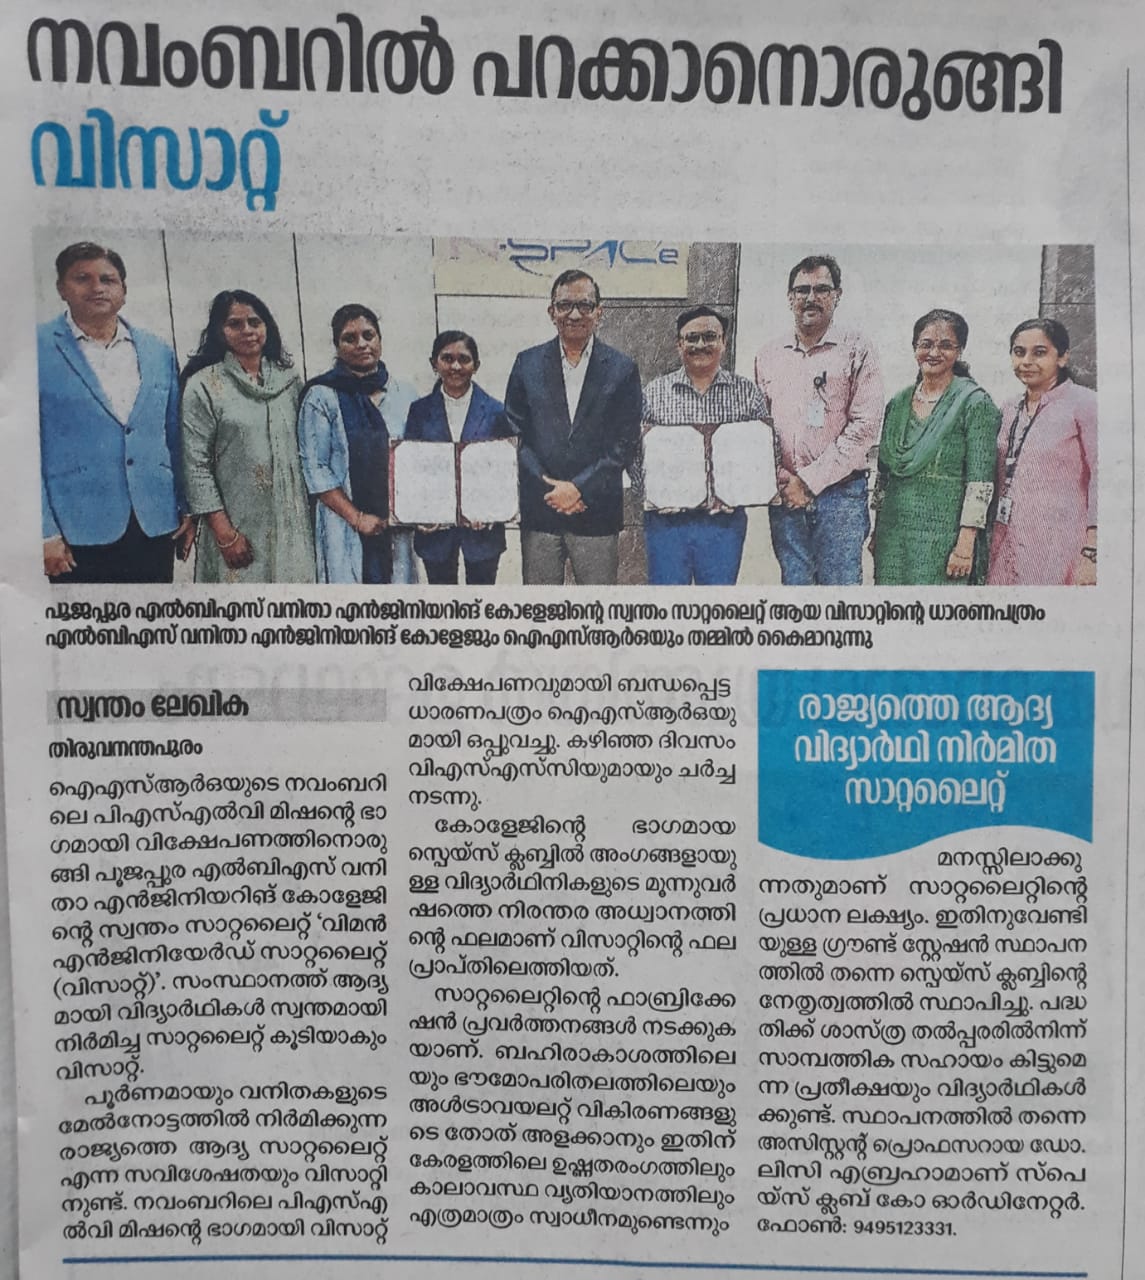 നവംബറിൽ പറക്കാനൊരുങ്ങി
വിസാറ്റ്
N-SPACe
പൂജപ്പുര എൽബിഎസ് വനിതാ എൻജിനിയറിങ് കോളേജിന്റെ സ്വന്തം സാറ്റലൈറ്റ് ആയ വിസാറ്റിന്റെ ധാരണപത്രം
എൽബിഎസ് വനിതാ എൻജിനിയറിങ് കോളേജും ഐഎസ്ആർഒയും തമ്മിൽ കൈമാറുന്നു
സ്വന്തം ലേഖിക
തിരുവനന്തപുരം
ഐഎസ്ആർഒയുടെ നവംബറി
ലെ പിഎസ്എൽവി മിഷന്റെ ഭാ
ഗമായി വിക്ഷേപണത്തിനൊരു
ങ്ങി പൂജപ്പുര എൽബിഎസ് വനി
താ എൻജിനിയറിങ് കോളേജി
ന്റെ സ്വന്തം സാറ്റലൈറ്റ് ‘വിമൻ
എൻജിനിയേർഡ് സാറ്റലൈറ്റ്
(വിസാറ്റ്)’. സംസ്ഥാനത്ത് ആദ്യ
മായി വിദ്യാർഥികൾ സ്വന്തമായി
നിർമിച്ച സാറ്റലൈറ്റ് കൂടിയാകും
വിസാറ്റ്.
പൂർണമായും വനിതകളുടെ
മേൽനോട്ടത്തിൽ നിർമിക്കുന്ന
രാജ്യത്തെ ആദ്യ സാറ്റലൈറ്റ്
എന്ന സവിശേഷതയും വിസാറ്റി
നുണ്ട്. നവംബറിലെ പിഎസ്എ
ൽവി മിഷന്റെ ഭാഗമായി വിസാറ്റ്
വിക്ഷേപണവുമായി ബന്ധപ്പെട്ട
ധാരണപത്രം ഐഎസ്ആർഒയു
മായി ഒപ്പുവച്ചു. കഴിഞ്ഞ ദിവസം
വിഎസ്എസ്‌സിയുമായും ചർച്ച
നടന്നു.
കോളേജിന്റെ ഭാഗമായ
സ്പെയ്സ് ക്ലബ്ബിൽ അംഗങ്ങളായു
ള്ള വിദ്യാർഥിനികളുടെ മൂന്നുവർ
ഷത്തെ നിരന്തര അധ്വാനത്തി
ന്റെ ഫലമാണ് വിസാറ്റിന്റെ ഫല
പ്രാപ്തിലെത്തിയത്.
സാറ്റലൈറ്റിന്റെ ഫാബ്രിക്കേ
ഷൻ പ്രവർത്തനങ്ങൾ നടക്കുക
യാണ്. ബഹിരാകാശത്തിലെ
യും ഭൗമോപരിതലത്തിലെയും
അൾട്രാവയലറ്റ് വികിരണങ്ങളു
ടെ തോത് അളക്കാനും ഇതിന്
കേരളത്തിലെ ഉഷ്ണതരംഗത്തിലും
കാലാവസ്ഥ വ്യതിയാനത്തിലും
എത്രമാത്രം സ്വാധീനമുണ്ടെന്നും
രാജ്യത്തെ ആദ്യ
വിദ്യാർഥി നിർമിത
സാറ്റലൈറ്റ്
മനസ്സിലാക്കു
ന്നതുമാണ് സാറ്റലൈറ്റിന്റെ
പ്രധാന ലക്ഷ്യം. ഇതിനുവേണ്ടി
യുള്ള ഗ്രൗണ്ട് സ്റ്റേഷൻ സ്ഥാപന
ത്തിൽ തന്നെ സ്പെയ്സ് ക്ലബ്ബിന്റെ
നേതൃത്വത്തിൽ സ്ഥാപിച്ചു. പദ്ധ
തിക്ക് ശാസ്ത്ര തൽപ്പരരിൽനിന്ന്
സാമ്പത്തിക സഹായം കിട്ടുമെ
ന്ന പ്രതീക്ഷയും വിദ്യാർഥികൾ
ക്കുണ്ട്. സ്ഥാപനത്തിൽ തന്നെ
അസിസ്റ്റന്റ് പ്രൊഫസറായ ഡോ.
ലിസി എബ്രഹാമാണ് സ്പെ
യ്സ് ക്ലബ് കോ ഓർഡിനേറ്റർ.
ഫോൺ: 9495123331.